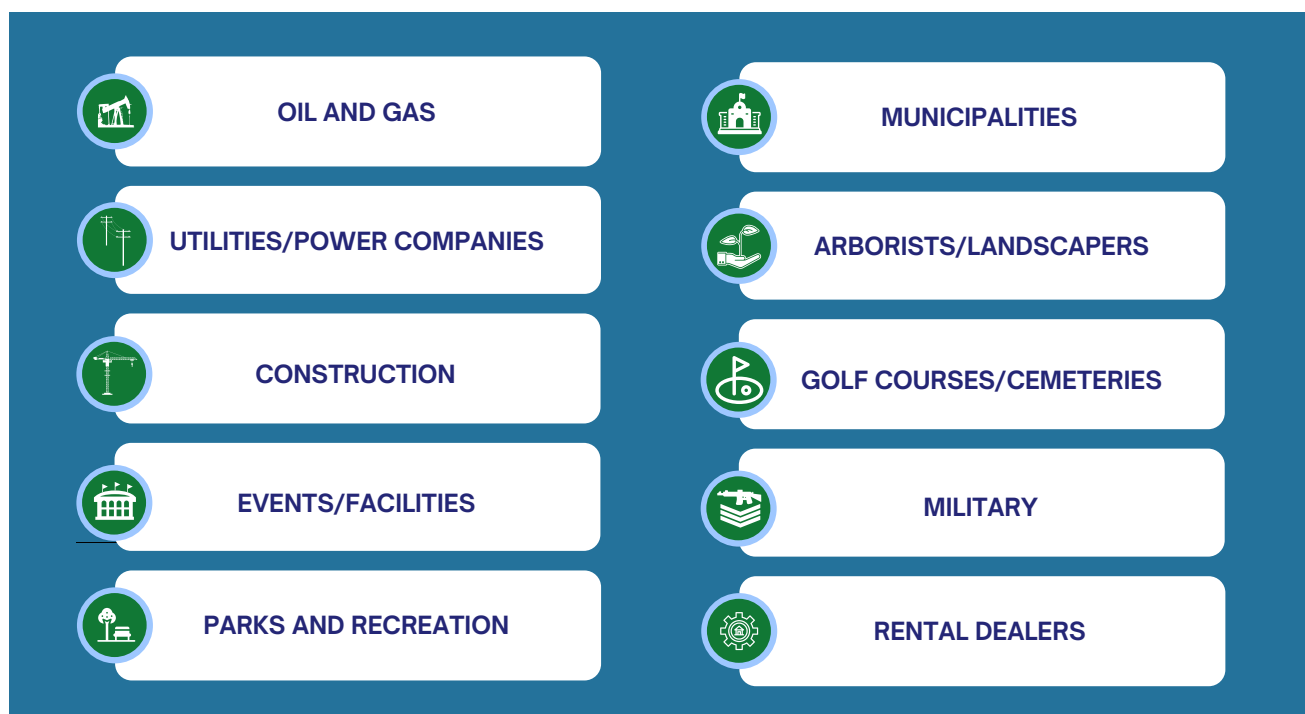 OIL AND GAS
UTILITIES/POWER COMPANIES
CONSTRUCTION
EVENTS/FACILITIES
PARKS AND RECREATION
MUNICIPALITIES
ARBORISTS/LANDSCAPERS
GOLF COURSES/CEMETERIES
MILITARY
RENTAL DEALERS